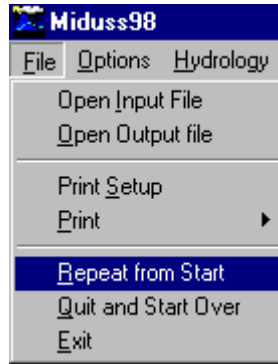 Miduss98
File Options Hydrology
Open Input File
Open Output file
Print Setup
Print
Repeat from Start
Quit and Start Over
Exit